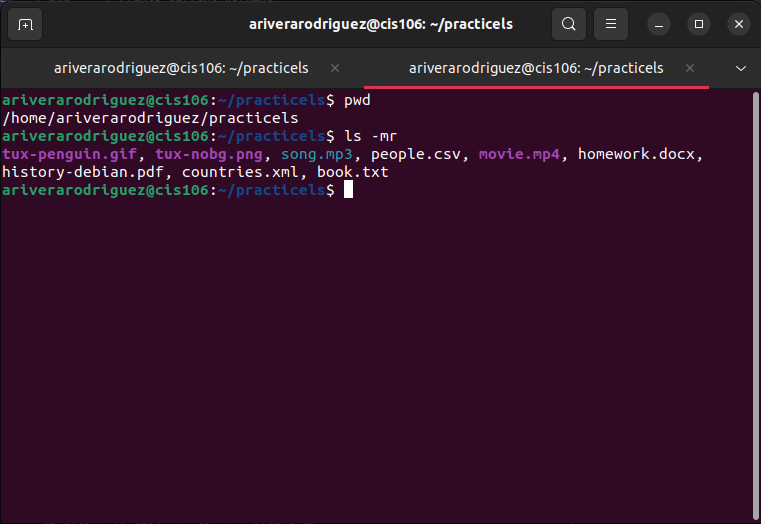 ariverarodriguez@cis106: ~/practicels
ariverarodriguez@cis106: ~/practicels
ariverarodriguez@cis106: ~/practicels
ariverarodriguez@cis106:~/practicels$ pwd
/home/ariverarodriguez/practicels
ariverarodriguez@cis106:~/practicels$ ls -mr
tux-penguin.gif, tux-nobg.png, song.mp3, people.csv, movie.mp4, homework.docx,
history-debian.pdf, countries.xml, book.txt
ariverarodriguez@cis106:~/practicels$